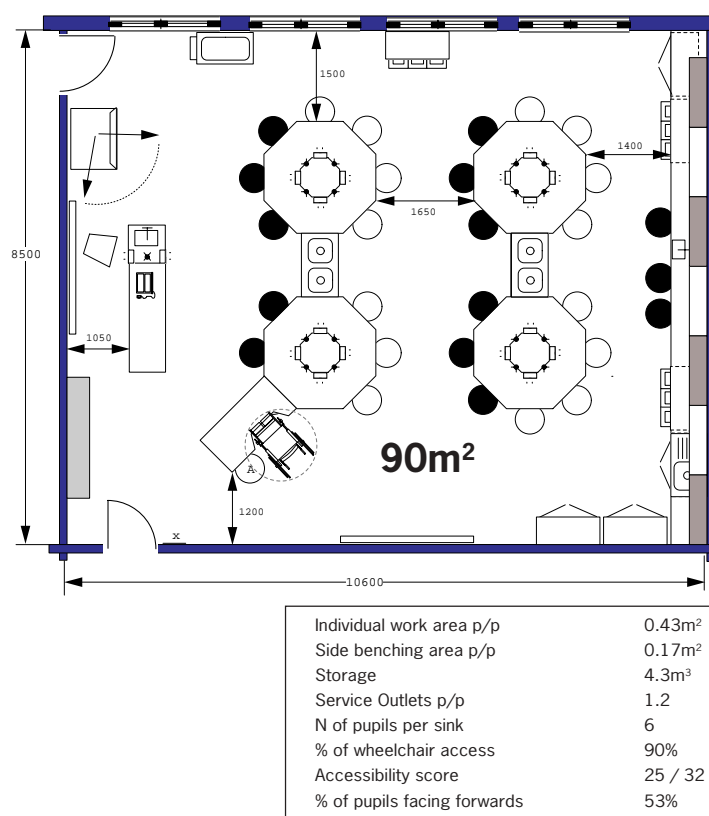 1500
1400
1650
8500
1050
A
90m²
1200
x
10600
Individual work area p/p 0.43m²
Side benching area p/p 0.17m²
Storage 4.3m³
Service Outlets p/p 1.2
N of pupils per sink 6
% of wheelchair access 90%
Accessibility score 25 / 32
% of pupils facing forwards 53%